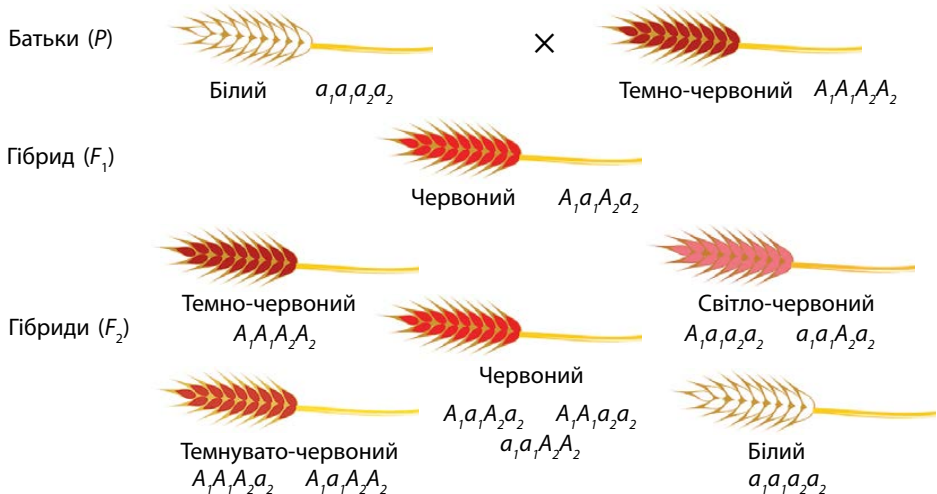 Батьки (P)
Білий a₁a₁a₂a₂
×
Темно-червоний A₁A₁A₂A₂
Гібрид (F₁)
Червоний A₁a₁A₂a₂
Гібриди (F₂)
Темно-червоний
A₁A₁A₂A₂
Світло-червоний
A₁a₁a₂a₂ a₁a₁A₂a₂
Червоний
A₁a₁A₂a₂ A₁A₁a₂a₂
a₁a₁A₂A₂
Темнувато-червоний
A₁A₁A₂a₂ A₁a₁A₂A₂
Білий
a₁a₁a₂a₂